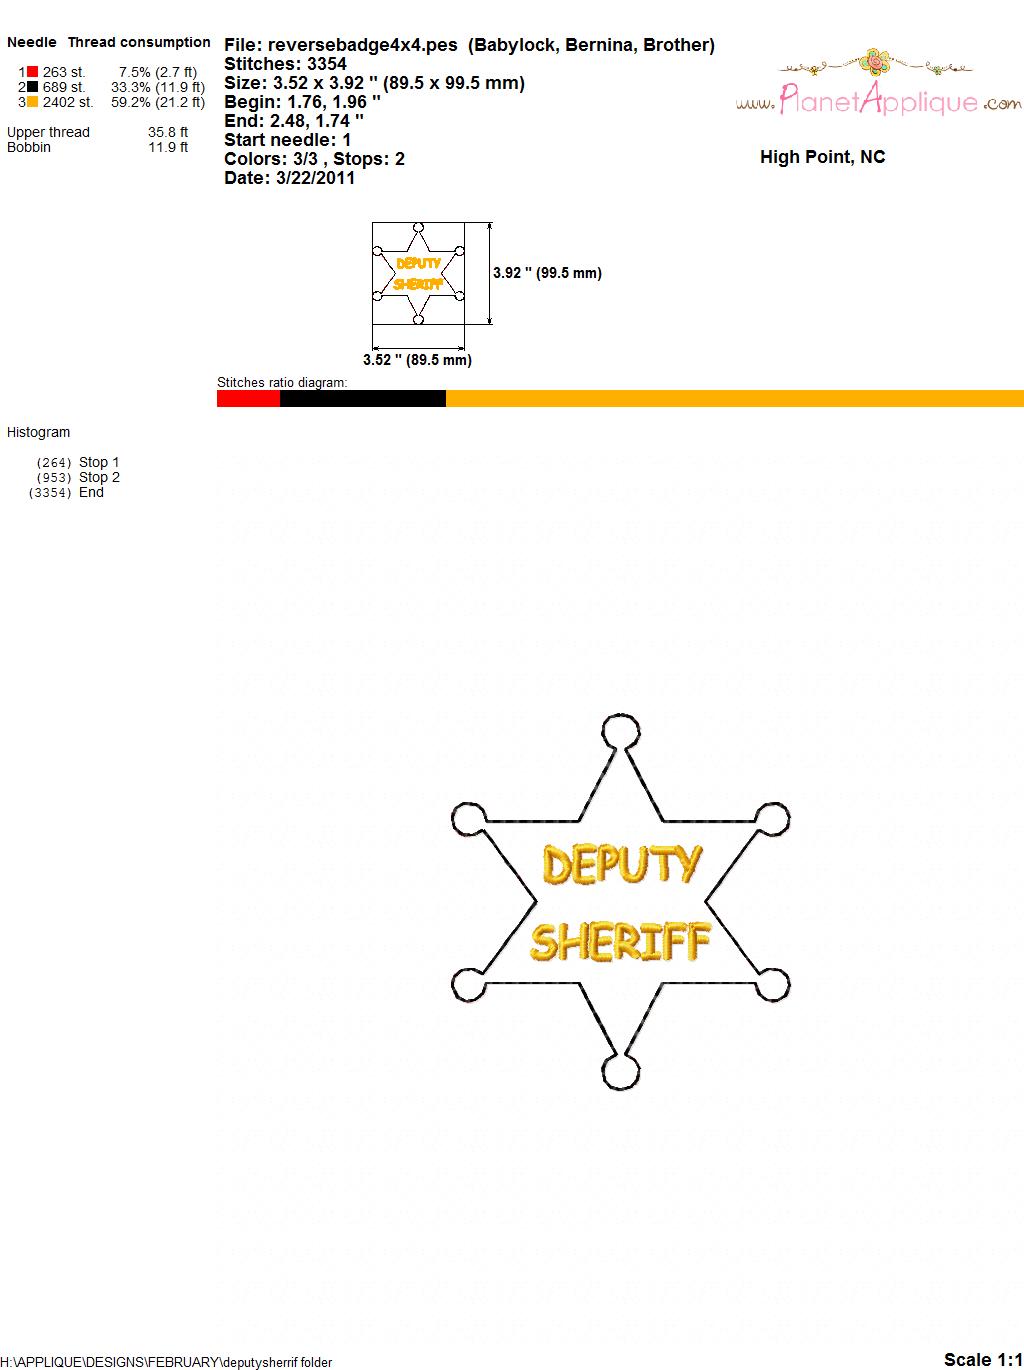 Needle Thread consumption
1 263 st. 7.5% (2.7 ft)
2 689 st. 33.3% (11.9 ft)
3 2402 st. 59.2% (21.2 ft)
Upper thread 35.8 ft
Bobbin 11.9 ft
File: reversebadge4x4.pes (Babylock, Bernina, Brother)
Stitches: 3354
Size: 3.52 x 3.92 " (89.5 x 99.5 mm)
Begin: 1.76, 1.96 "
End: 2.48, 1.74 "
Start needle: 1
Colors: 3/3 , Stops: 2
Date: 3/22/2011
www.PlanetApplique.com
High Point, NC
DEPUTY
SHERIFF
3.92 " (99.5 mm)
3.52 " (89.5 mm)
Stitches ratio diagram:
Histogram
(264) Stop 1
(953) Stop 2
(3354) End
DEPUTY
SHERIFF
H:\APPLIQUE\DESIGNS\FEBRUARY\deputysherrif folder
Scale 1:1